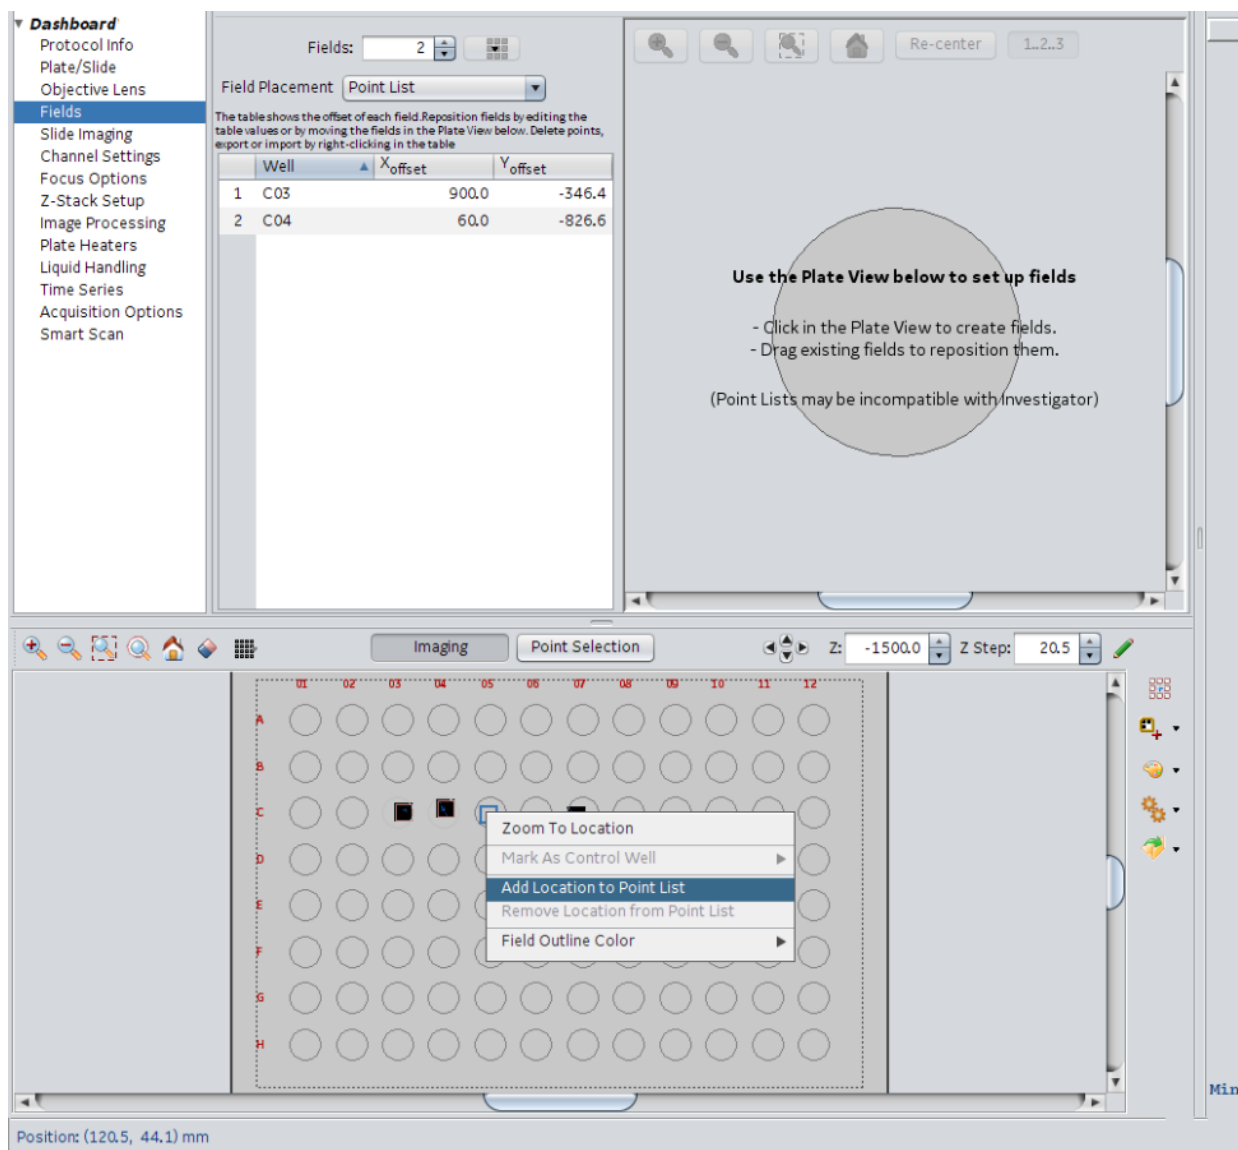 Dashboard
Protocol Info
Plate/Slide
Objective Lens
Fields
Slide Imaging
Channel Settings
Focus Options
Z-Stack Setup
Image Processing
Plate Heaters
Liquid Handling
Time Series
Acquisition Options
Smart Scan
Fields: 2
Field Placement Point List
The table shows the offset of each field.Reposition fields by editing the
table values or by moving the fields in the Plate View below. Delete points,
export or import by right-clicking in the table
Well Xoffset Yoffset
1 C03 900.0 -346.4
2 C04 60.0 -826.6
Re-center 1..2..3
Use the Plate View below to set up fields
- Click in the Plate View to create fields.
- Drag existing fields to reposition them.
(Point Lists may be incompatible with Investigator)
Imaging Point Selection Z: -1500.0 Z Step: 20.5
01 02 03 04 05 06 07 08 09 10 11 12
A
B
C
D
E
F
G
H
Zoom To Location
Mark As Control Well
Add Location to Point List
Remove Location from Point List
Field Outline Color
Min
Position: (120.5, 44.1) mm